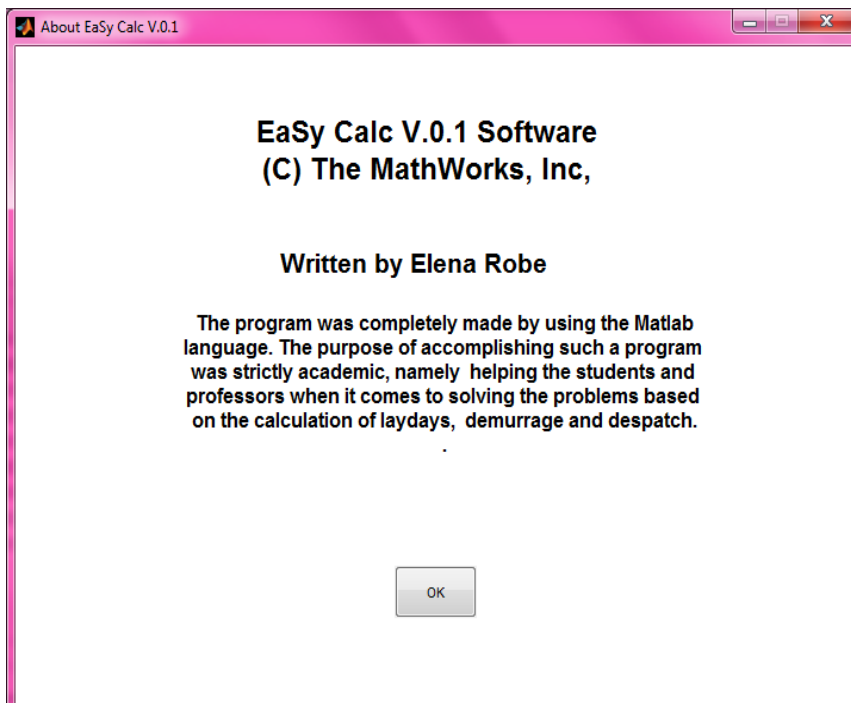 About EaSy Calc V.0.1
EaSy Calc V.0.1 Software
(C) The MathWorks, Inc,
Written by Elena Robe
The program was completely made by using the Matlab
language. The purpose of accomplishing such a program
was strictly academic, namely  helping the students and
professors when it comes to solving the problems based
on the calculation of laydays,  demurrage and despatch.
.
OK